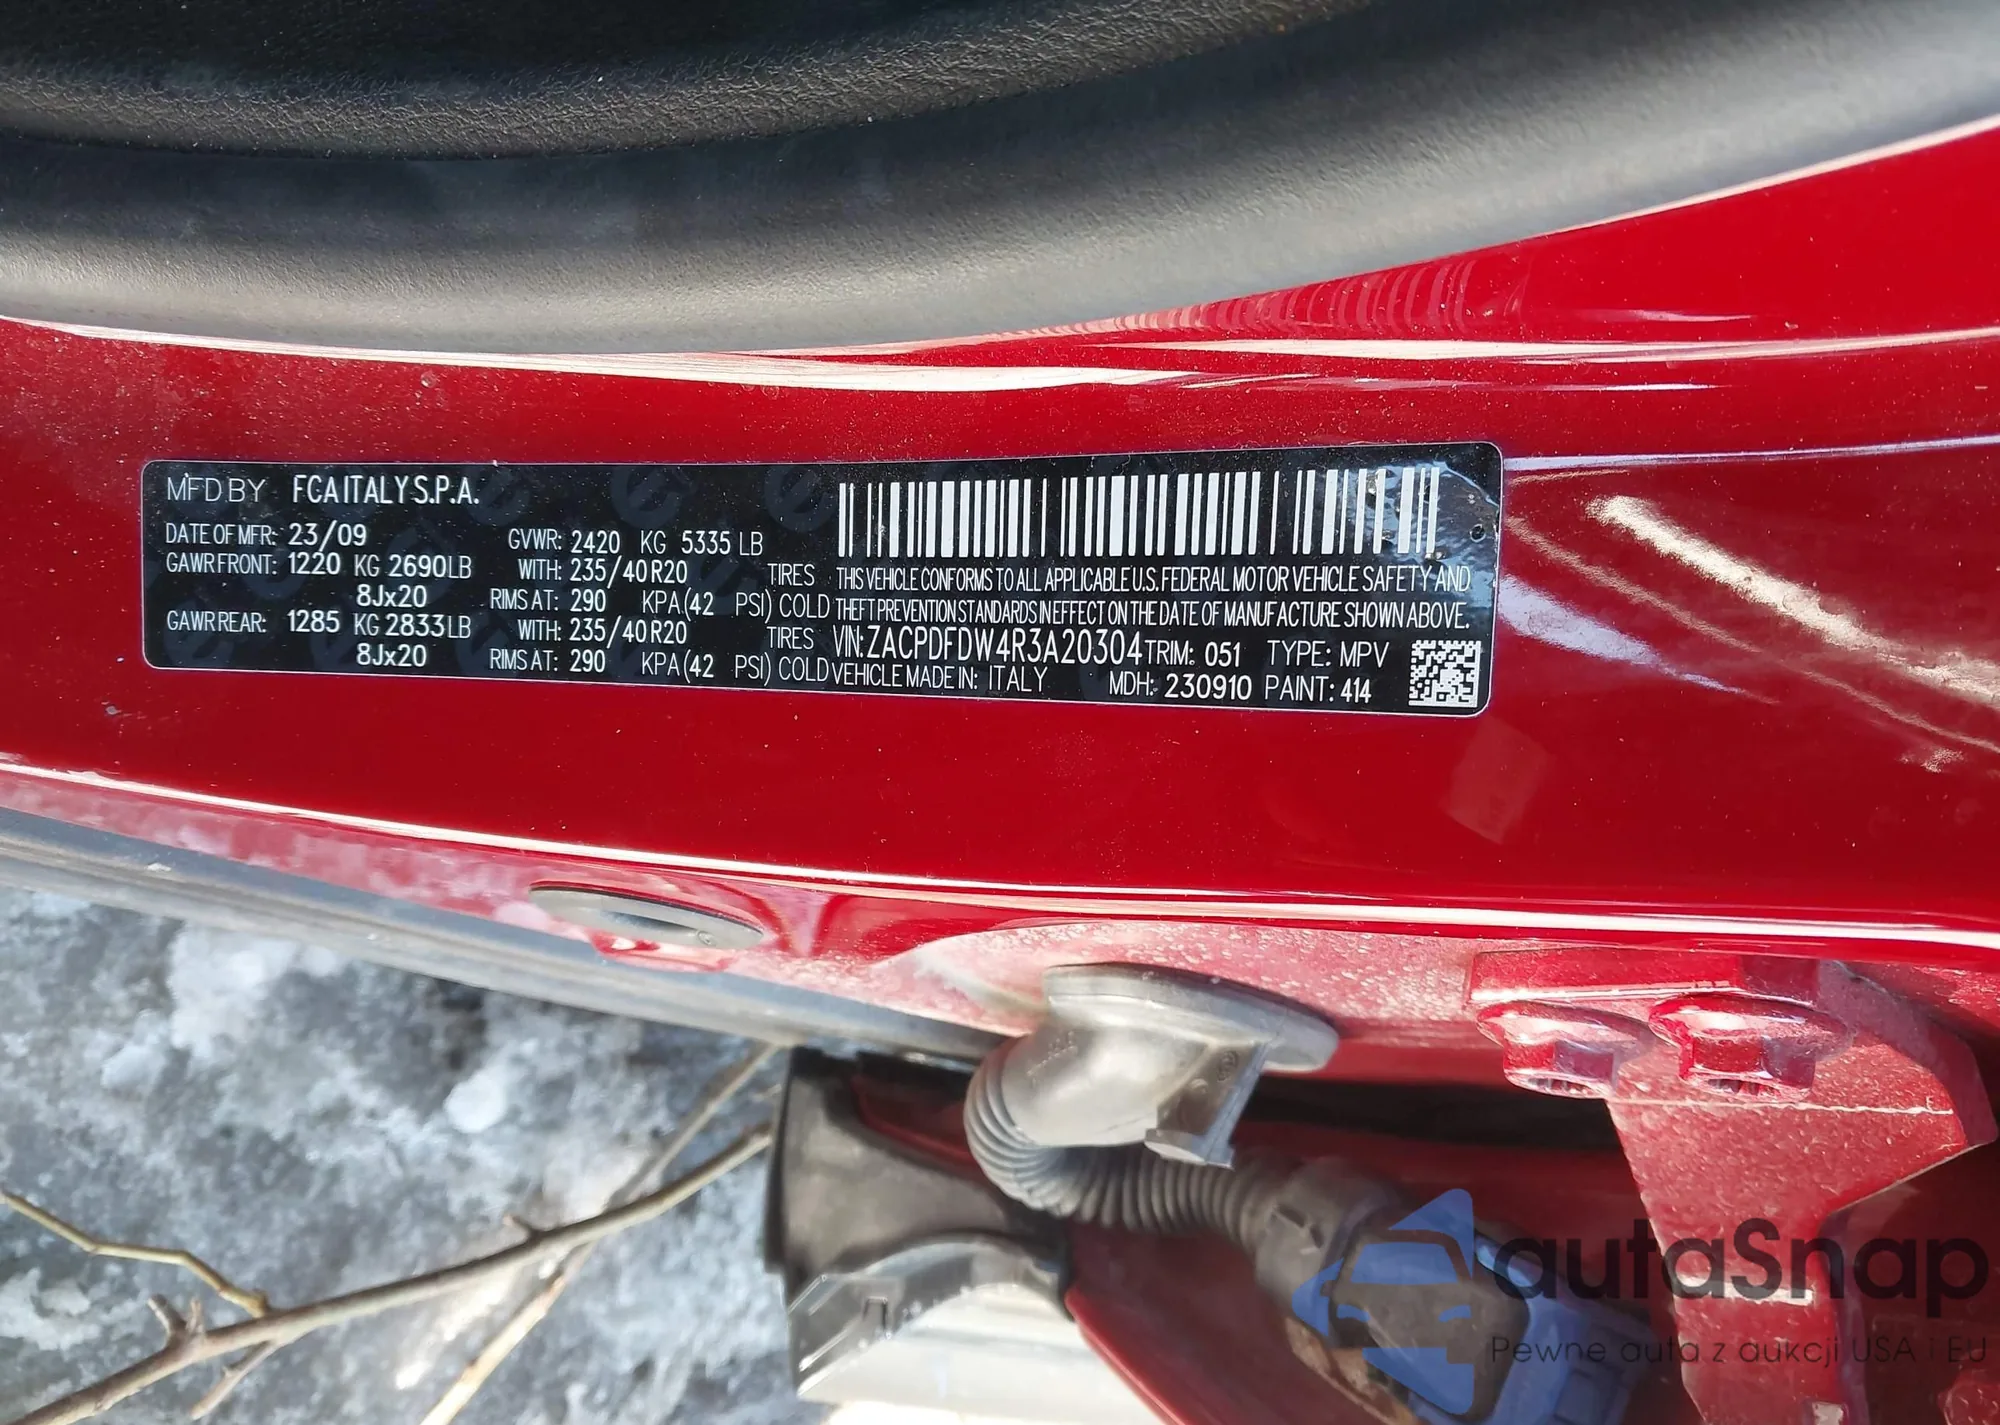 MFD BY FCA ITALY S.P.A.
DATE OF MFR: 23/09 GVWR: 2420 KG 5335 LB
GAWR FRONT: 1220 KG 2690 LB WITH: 235/40 R20 TIRES
8Jx20 RIMS AT: 290 KPA (42 PSI) COLD
GAWR REAR: 1285 KG 2833 LB WITH: 235/40 R20 TIRES
8Jx20 RIMS AT: 290 KPA (42 PSI) COLD
THIS VEHICLE CONFORMS TO ALL APPLICABLE U.S. FEDERAL MOTOR VEHICLE SAFETY AND
THEFT PREVENTION STANDARDS IN EFFECT ON THE DATE OF MANUFACTURE SHOWN ABOVE.
VIN: ZACPDFDW4R3A20304 TRIM: 051 TYPE: MPV
VEHICLE MADE IN: ITALY MDH: 230910 PAINT: 414
autaSnap
Pewne auta z aukcji USA i EU